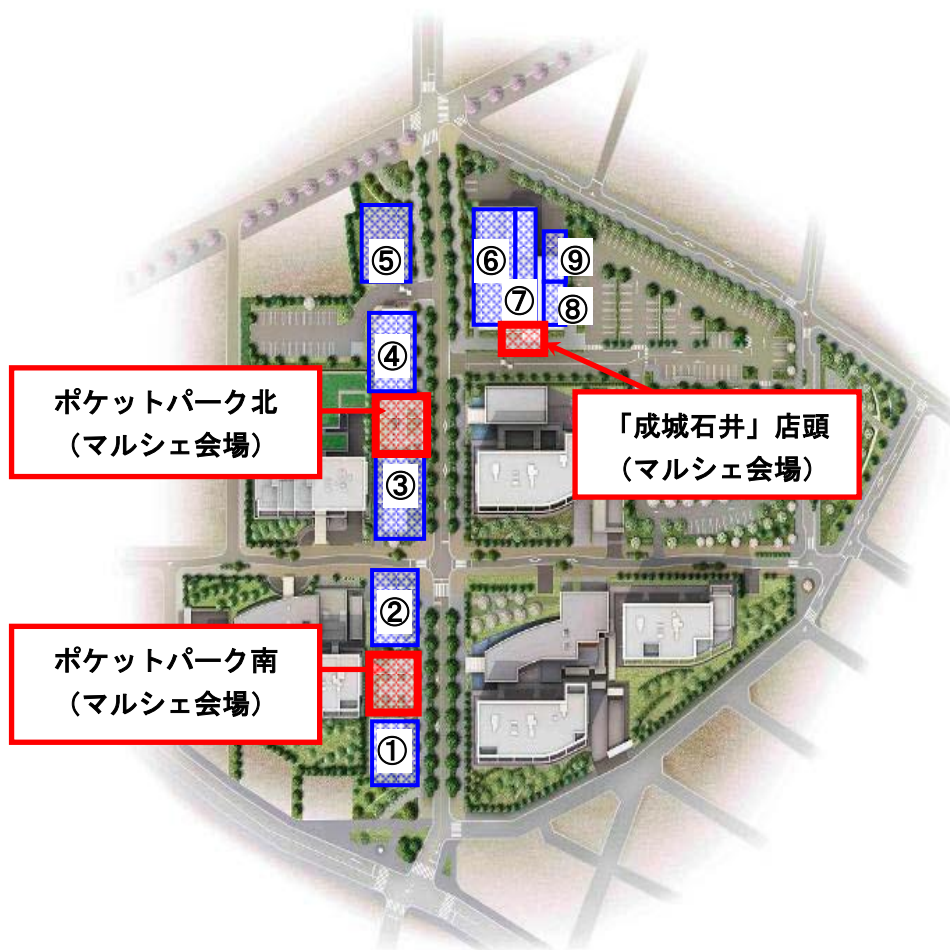 ⑤
⑥
⑨
⑦
⑧
④
ポケットパーク北
(マルシェ会場)
「成城石井」店頭
(マルシェ会場)
③
②
ポケットパーク南
(マルシェ会場)
①